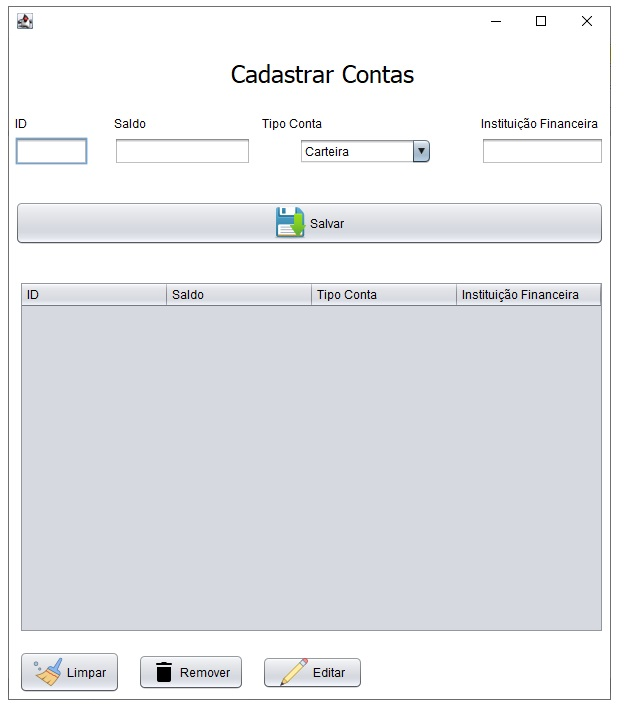 Cadastrar Contas
ID Saldo Tipo Conta Instituição Financeira
Carteira
Salvar
ID Saldo Tipo Conta Instituição Financeira
Limpar Remover Editar